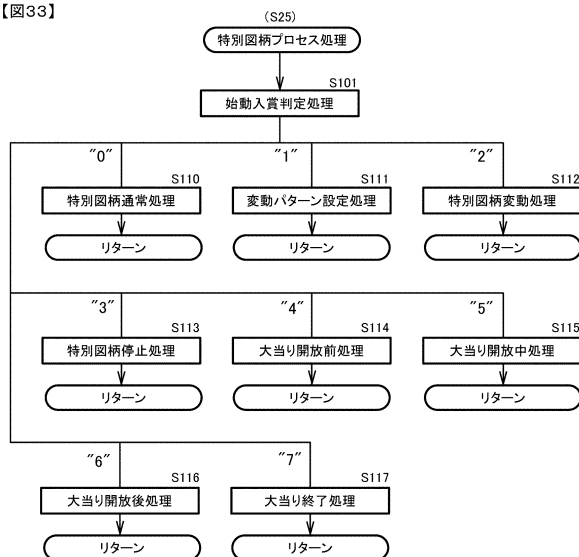 【図33】
(S25)
特別図柄プロセス処理
S101
始動入賞判定処理
"0"
"1"
"2"
S110
S111
S112
特別図柄通常処理
変動パターン設定処理
特別図柄変動処理
リターン
リターン
リターン
"3"
"4"
"5"
S113
S114
S115
特別図柄停止処理
大当り開放前処理
大当り開放中処理
リターン
リターン
リターン
"6"
"7"
S116
S117
大当り開放後処理
大当り終了処理
リターン
リターン